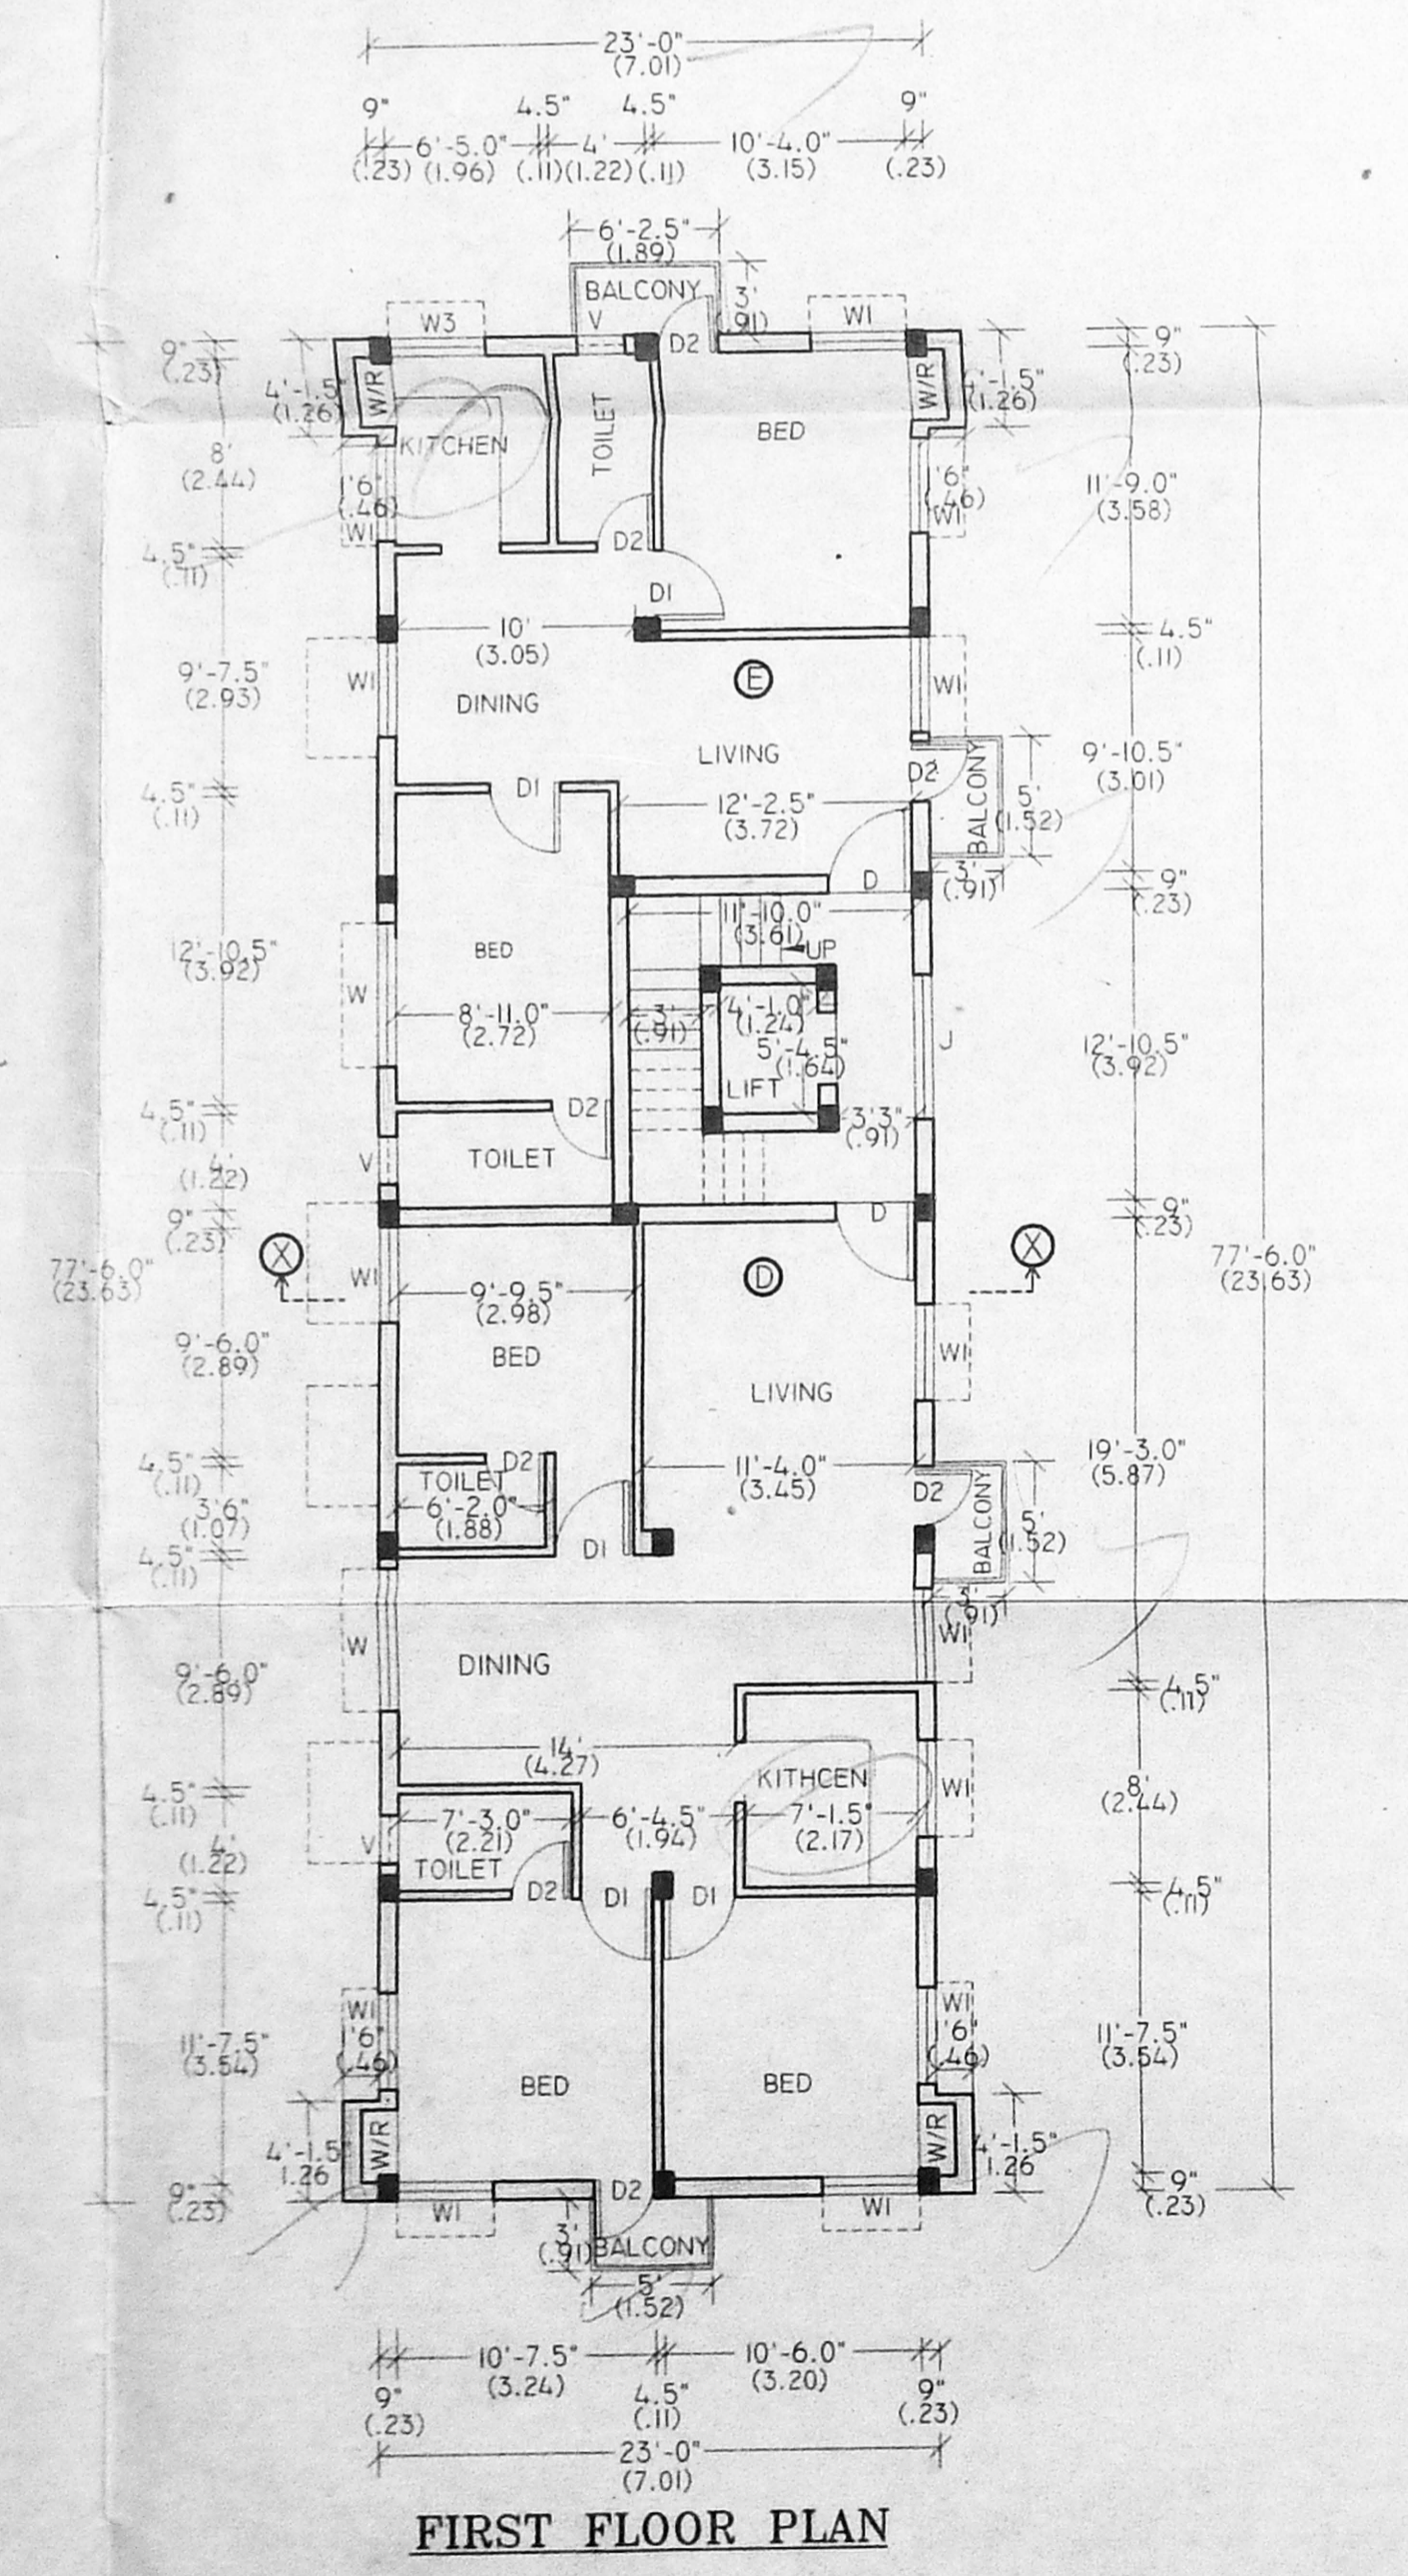 23'-0"
(7.01)
9" 4.5" 4.5" 9"
6'-5.0" 4' 10'-4.0"
(.23) (1.96) (.11) (1.22) (.11) (3.15) (.23)
6'-2.5"
(1.89)
BALCONY
3'
(.91)
W3 V D2 W1
9"
(.23)
9"
(.23)
4'-1.5"
(1.26)
W/R
W/R
4'-1.5"
(1.26)
KITCHEN
TOILET
BED
8'
(2.44)
1'6"
(.46)
W1
1'6"
(.46)
W1
11'-9.0"
(3.58)
4.5"
(.11)
D2
D1
10'
(3.05)
4.5"
(.11)
9'-7.5"
(2.93)
W1
E
W1
DINING
LIVING
D2
BALCONY
5'
(1.52)
9'-10.5"
(3.01)
4.5"
(.11)
D1
12'-2.5"
(3.72)
D
3'
(.91)
9"
(.23)
11'-10.0"
(3.61)
UP
BED
12'-10.5"
(3.92)
W
8'-11.0"
(2.72)
3'
(.91)
4'-1.0"
(1.24)
5'-4.5"
(1.64)
LIFT
J
12'-10.5"
(3.92)
4.5"
(.11)
D2
3'3"
(.91)
V
TOILET
4'
(1.22)
9"
(.23)
D
9"
(.23)
X
X
77'-6.0"
(23.63)
W1
D
77'-6.0"
(23.63)
9'-9.5"
(2.98)
9'-6.0"
(2.89)
BED
W1
LIVING
4.5"
(.11)
D2
TOILET
6'-2.0"
(1.88)
11'-4.0"
(3.45)
D2
BALCONY
5'
(1.52)
19'-3.0"
(5.87)
3'6"
(1.07)
4.5"
(.11)
D1
3'
(.91)
W1
W
DINING
9'-6.0"
(2.89)
4.5"
(.11)
14'
(4.27)
KITHCEN
W1
8'
(2.44)
4.5"
(.11)
7'-3.0"
(2.21)
6'-4.5"
(1.94)
7'-1.5"
(2.17)
4'
(1.22)
V
TOILET
D2 D1 D1
4.5"
(.11)
4.5"
(.11)
W1
1'6"
(.46)
W1
1'6"
(.46)
11'-7.5"
(3.54)
11'-7.5"
(3.54)
BED
BED
4'-1.5"
1.26
W/R
W/R
4'-1.5"
1.26
9"
(.23)
W1
D2
W1
9"
(.23)
3'
(.91)
BALCONY
5'
(1.52)
10'-7.5"
(3.24)
10'-6.0"
(3.20)
9"
(.23)
4.5"
(.11)
9"
(.23)
23'-0"
(7.01)
FIRST FLOOR PLAN